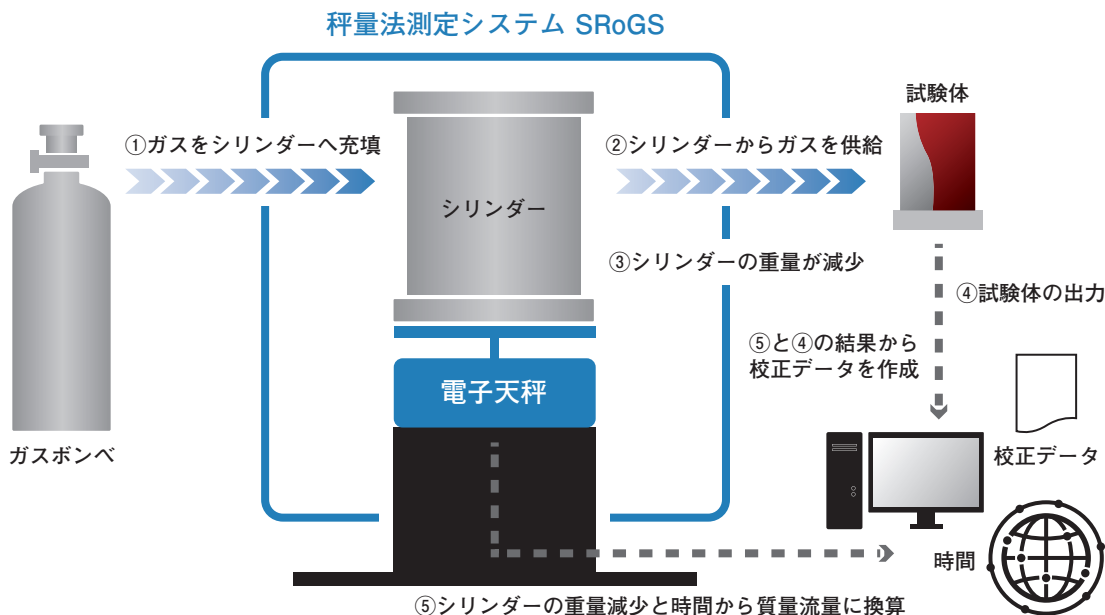 秤量法測定システム SRoGS
試験体
①ガスをシリンダーへ充填
②シリンダーからガスを供給
シリンダー
③シリンダーの重量が減少
④試験体の出力
⑤と④の結果から
校正データを作成
電子天秤
ガスボンベ
校正データ
時間
⑤シリンダーの重量減少と時間から質量流量に換算